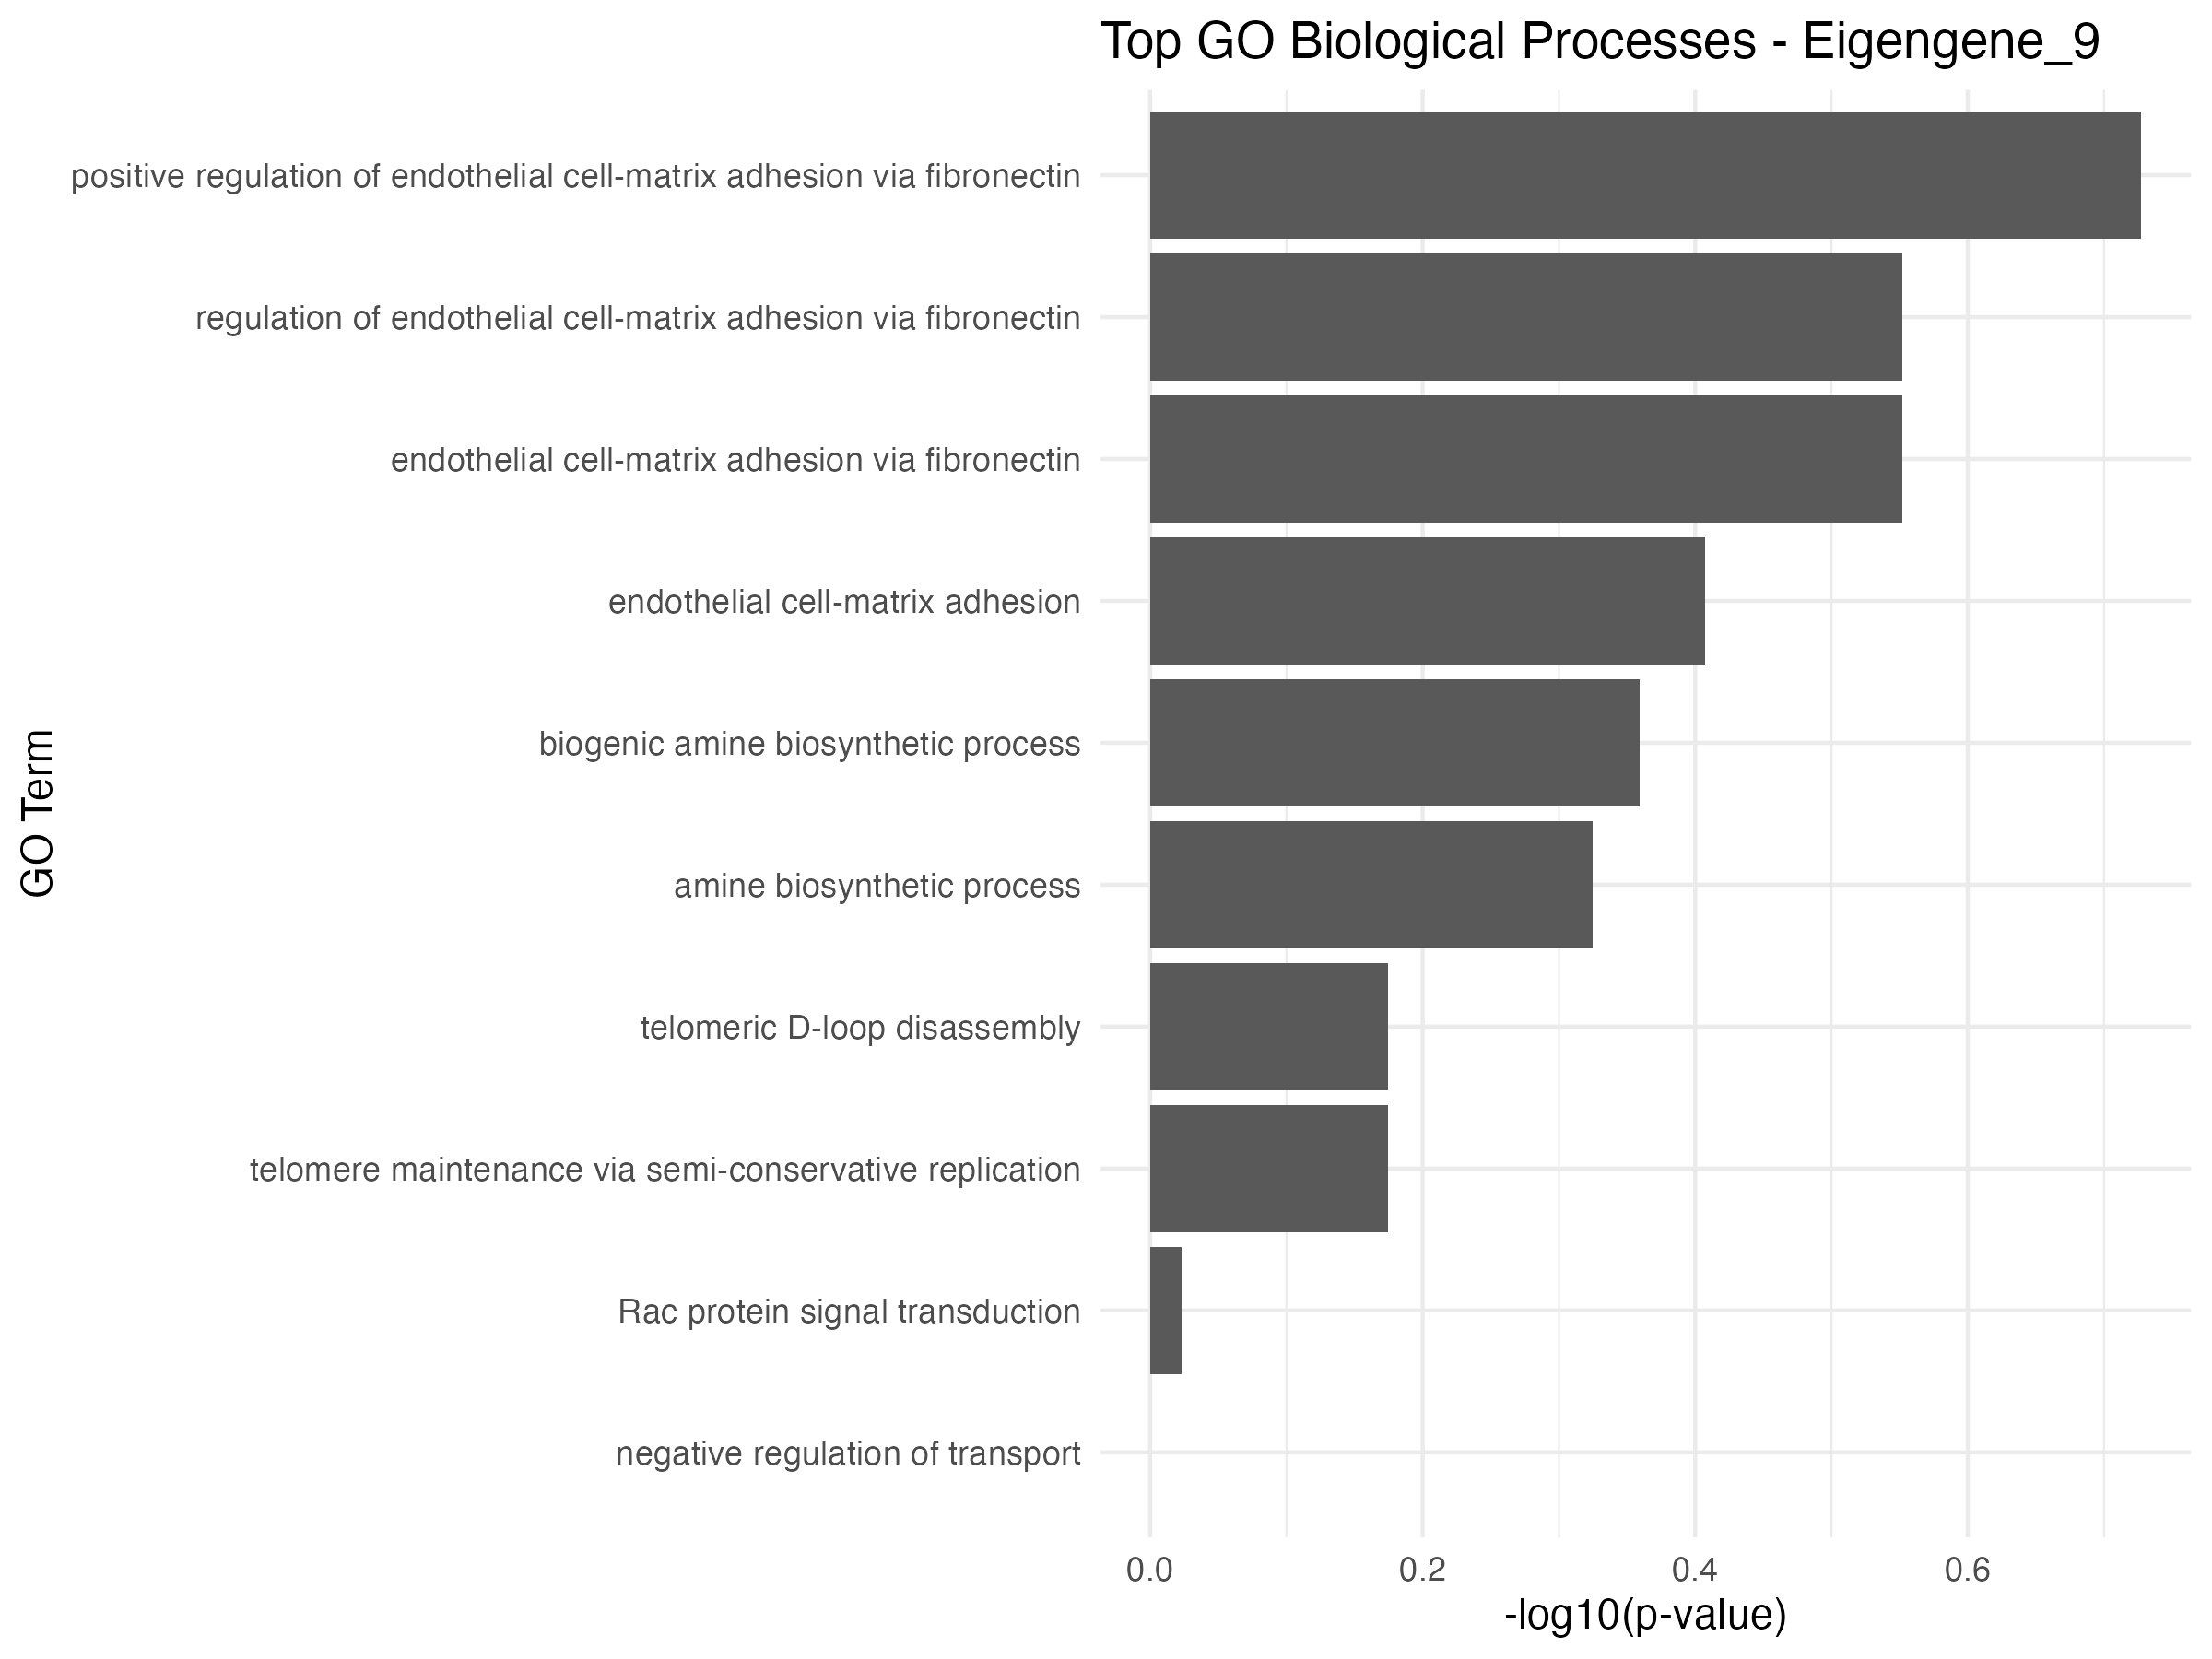 Top GO Biological Processes - Eigengene_9
positive regulation of endothelial cell-matrix adhesion via fibronectin
regulation of endothelial cell-matrix adhesion via fibronectin
endothelial cell-matrix adhesion via fibronectin
endothelial cell-matrix adhesion
biogenic amine biosynthetic process
amine biosynthetic process
telomeric D-loop disassembly
telomere maintenance via semi-conservative replication
Rac protein signal transduction
negative regulation of transport
GO Term
0.0 0.2 0.4 0.6
-log10(p-value)